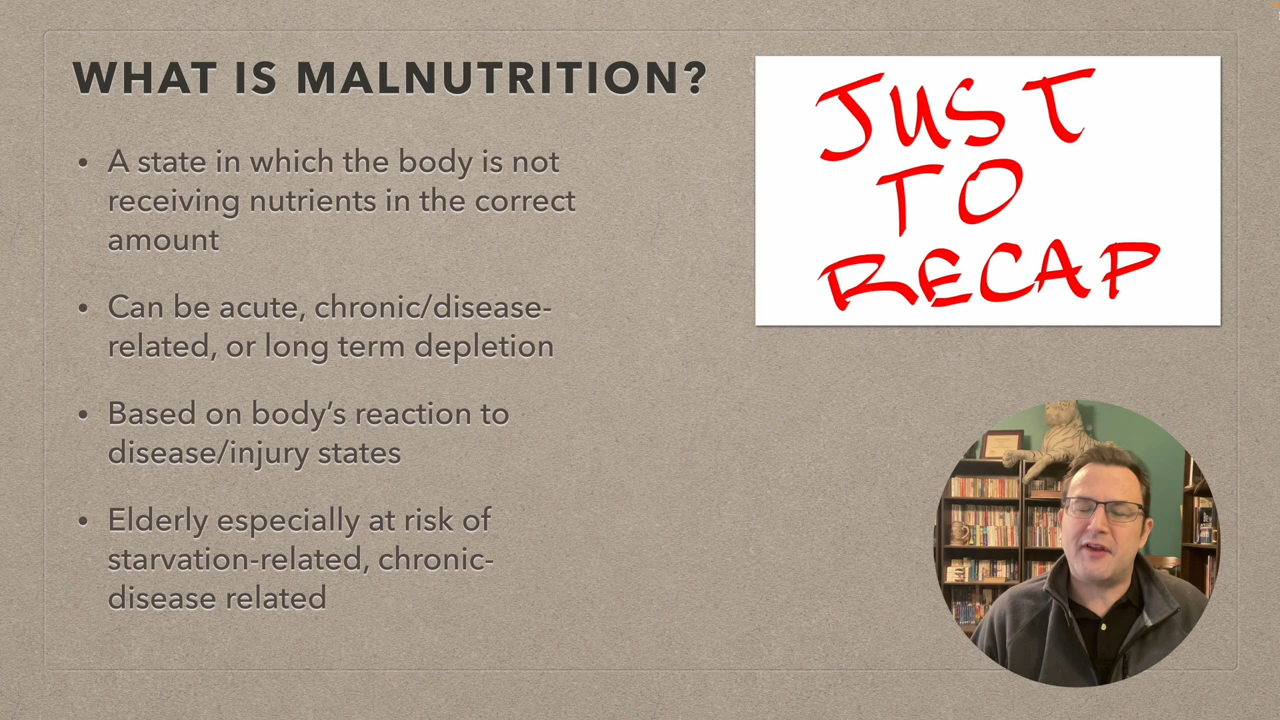 WHAT IS MALNUTRITION?
• A state in which the body is not
receiving nutrients in the correct
amount
• Can be acute, chronic/disease-
related, or long term depletion
• Based on body’s reaction to
disease/injury states
• Elderly especially at risk of
starvation-related, chronic-
disease related
JUST
TO
RECAP